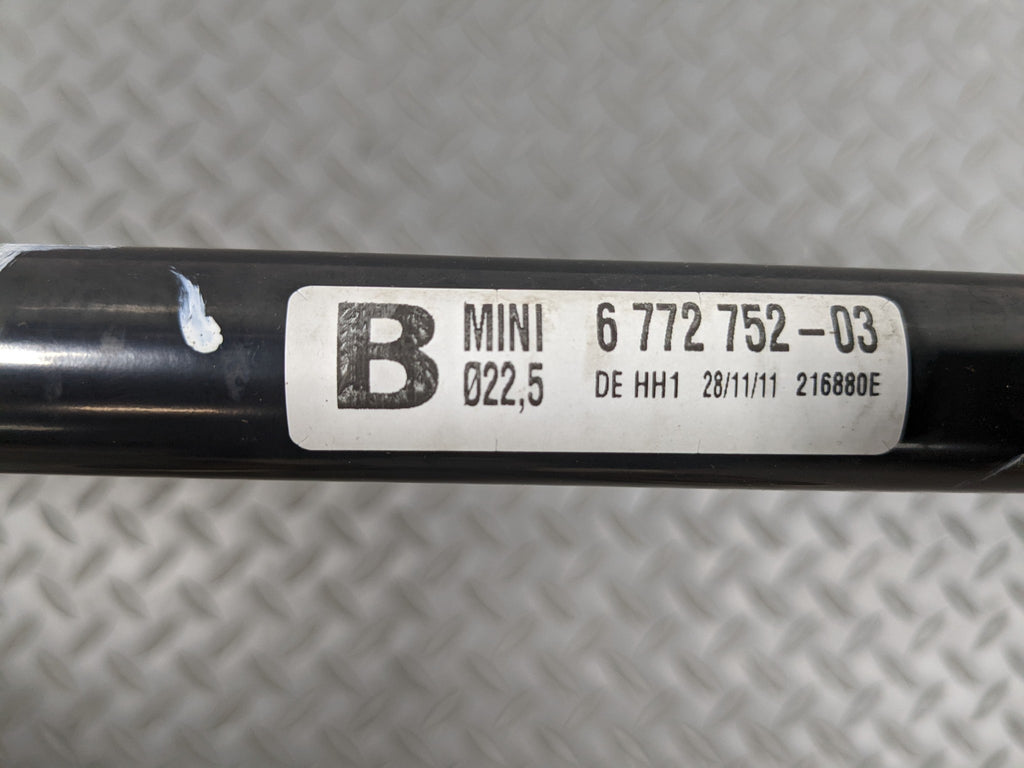 B
MINI 6 772 752-03
Ø22,5 DE HH1 28/11/11 216880E